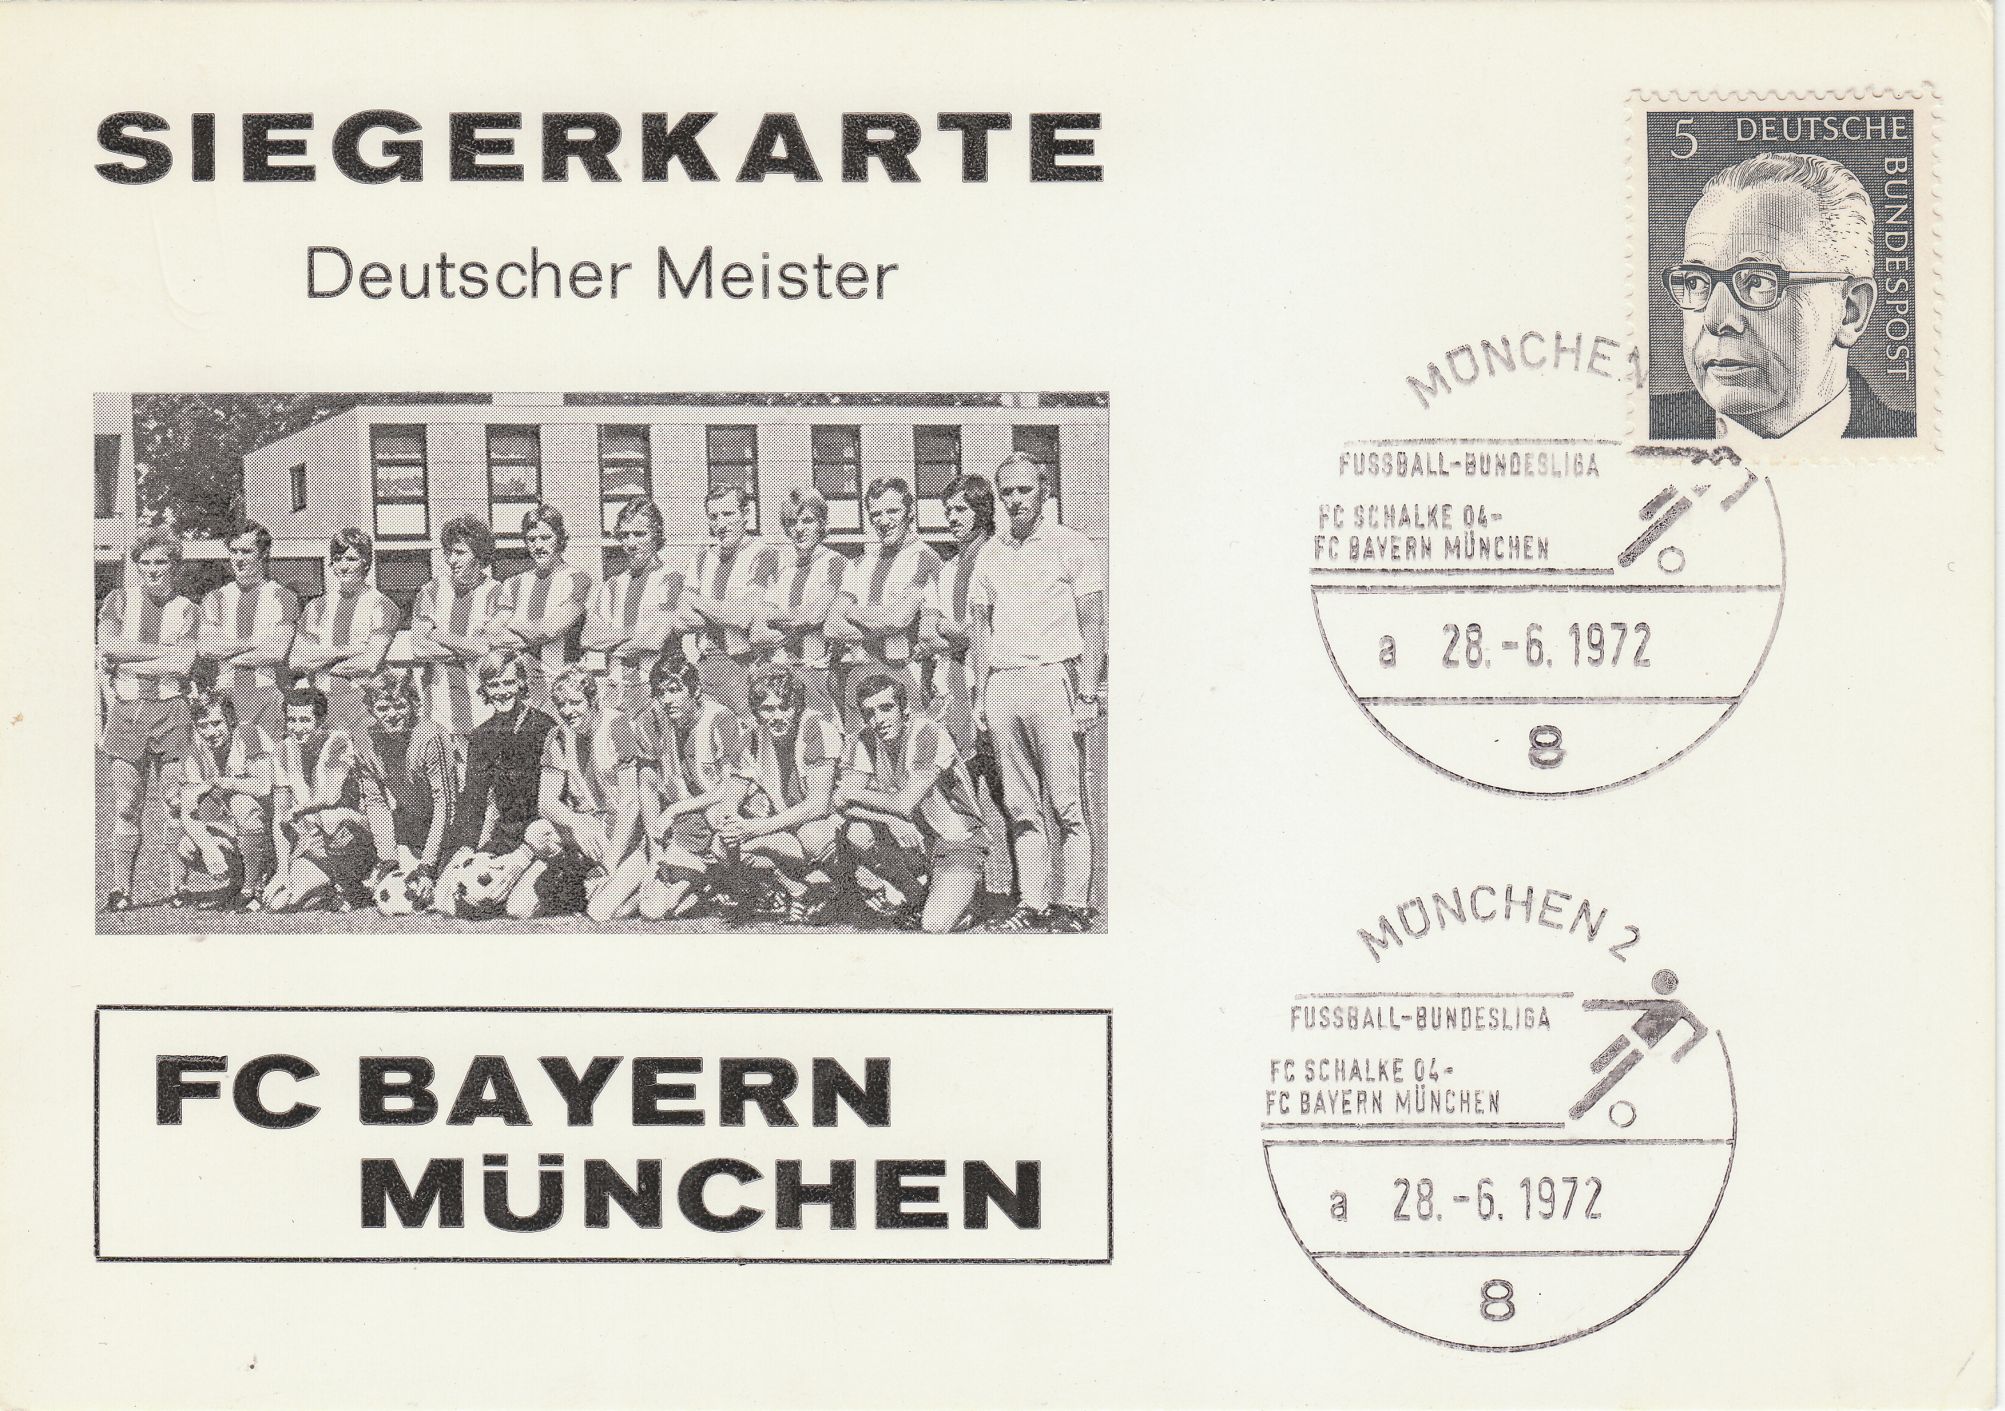 SIEGERKARTE
Deutscher Meister
FC BAYERN
MÜNCHEN
5 DEUTSCHE
BUNDESPOST
MÜNCHEN
FUSSBALL-BUNDESLIGA
FC SCHALKE 04-
FC BAYERN MÜNCHEN
a 28.-6. 1972
8
MÜNCHEN 2
FUSSBALL-BUNDESLIGA
FC SCHALKE 04-
FC BAYERN MÜNCHEN
a 28.-6. 1972
8